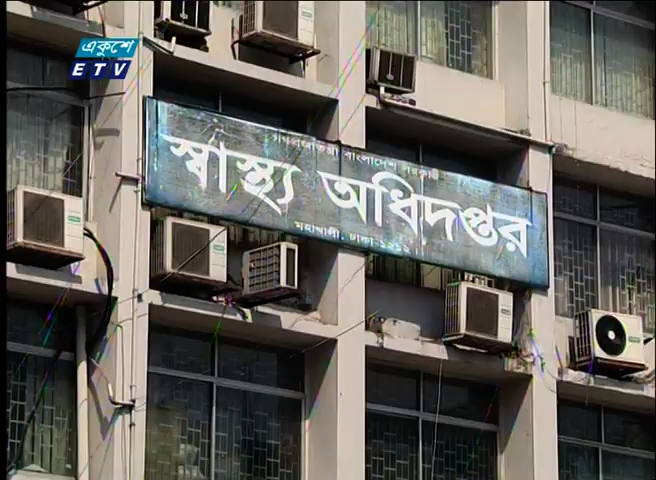 একুশে
ETV
গণপ্রজাতন্ত্রী বাংলাদেশ সরকার
স্বাস্থ্য অধিদপ্তর
মহাখালী, ঢাকা-১২১২